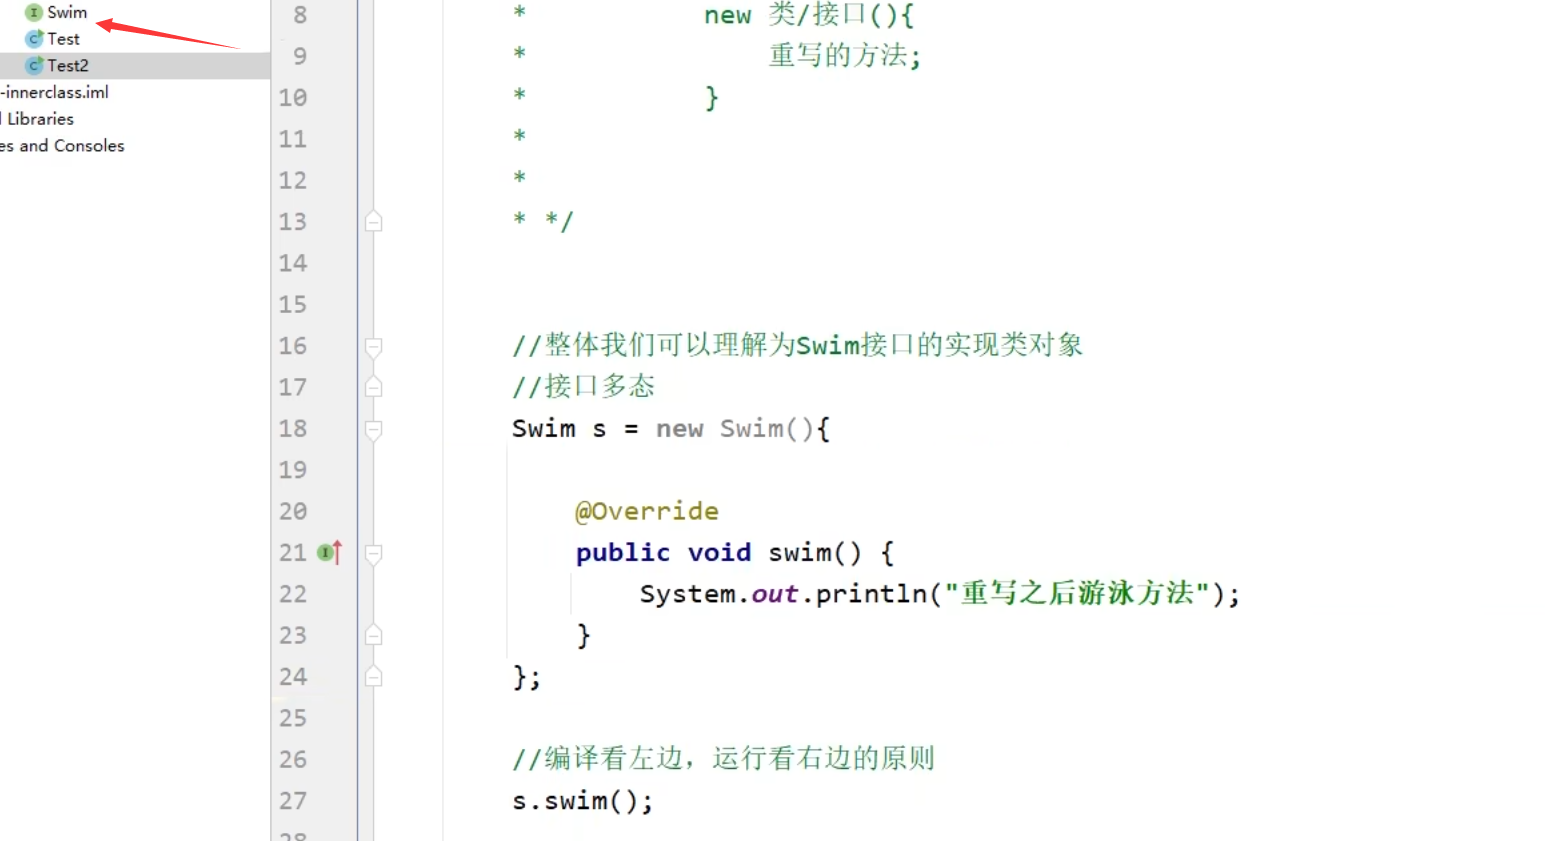 Swim
Test
Test2
-innerclass.iml
Libraries
es and Consoles
8 * new 类/接口(){
9 * 重写的方法;
10 * }
11 *
12 *
13 * */
14
15
16 //整体我们可以理解为Swim接口的实现类对象
17 //接口多态
18 Swim s = new Swim(){
19
20 @Override
21 public void swim() {
22 System.out.println("重写之后游泳方法");
23 }
24 };
25
26 //编译看左边，运行看右边的原则
27 s.swim();
28